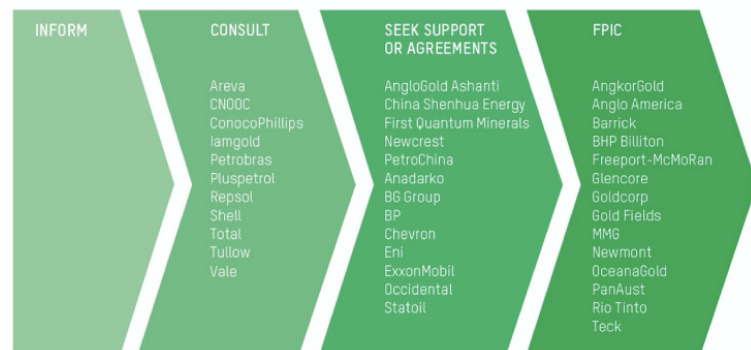 INFORM
CONSULT
Areva
CNOOC
ConocoPhillips
Iamgold
Petrobras
Pluspetrol
Repsol
Shell
Total
Tullow
Vale
SEEK SUPPORT
OR AGREEMENTS
AngloGold Ashanti
China Shenhua Energy
First Quantum Minerals
Newcrest
PetroChina
Anadarko
BG Group
BP
Chevron
Eni
ExxonMobil
Occidental
Statoil
FPIC
AngkorGold
Anglo America
Barrick
BHP Billiton
Freeport-McMoRan
Glencore
Goldcorp
Gold Fields
MMG
Newmont
OceanaGold
PanAust
Rio Tinto
Teck